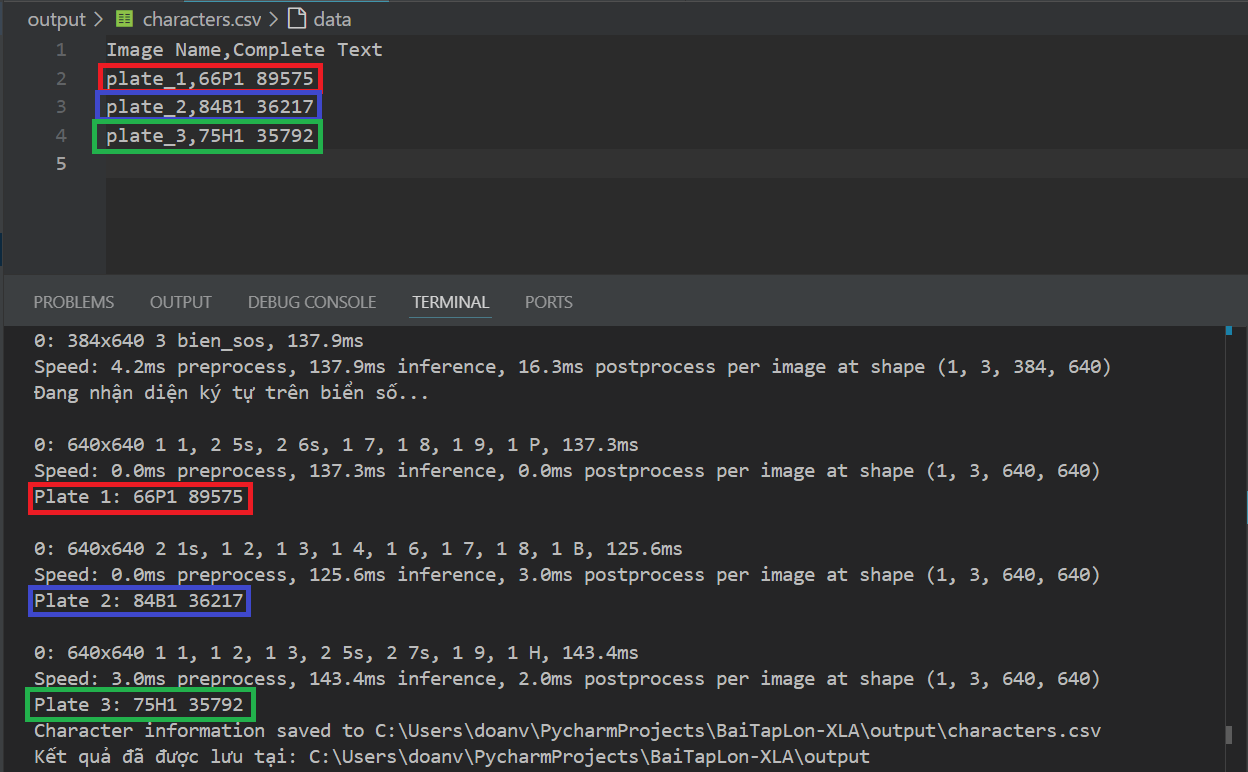 output > characters.csv > data
1 Image Name,Complete Text
2 plate_1,66P1 89575
3 plate_2,84B1 36217
4 plate_3,75H1 35792
5
PROBLEMS OUTPUT DEBUG CONSOLE TERMINAL PORTS
0: 384x640 3 bien_sos, 137.9ms
Speed: 4.2ms preprocess, 137.9ms inference, 16.3ms postprocess per image at shape (1, 3, 384, 640)
Đang nhận diện ký tự trên biển số...
0: 640x640 1 1, 2 5s, 2 6s, 1 7, 1 8, 1 9, 1 P, 137.3ms
Speed: 0.0ms preprocess, 137.3ms inference, 0.0ms postprocess per image at shape (1, 3, 640, 640)
Plate 1: 66P1 89575
0: 640x640 2 1s, 1 2, 1 3, 1 4, 1 6, 1 7, 1 8, 1 B, 125.6ms
Speed: 0.0ms preprocess, 125.6ms inference, 3.0ms postprocess per image at shape (1, 3, 640, 640)
Plate 2: 84B1 36217
0: 640x640 1 1, 1 2, 1 3, 2 5s, 2 7s, 1 9, 1 H, 143.4ms
Speed: 3.0ms preprocess, 143.4ms inference, 2.0ms postprocess per image at shape (1, 3, 640, 640)
Plate 3: 75H1 35792
Character information saved to C:\Users\doanv\PycharmProjects\BaiTapLon-XLA\output\characters.csv
Kết quả đã được lưu tại: C:\Users\doanv\PycharmProjects\BaiTapLon-XLA\output